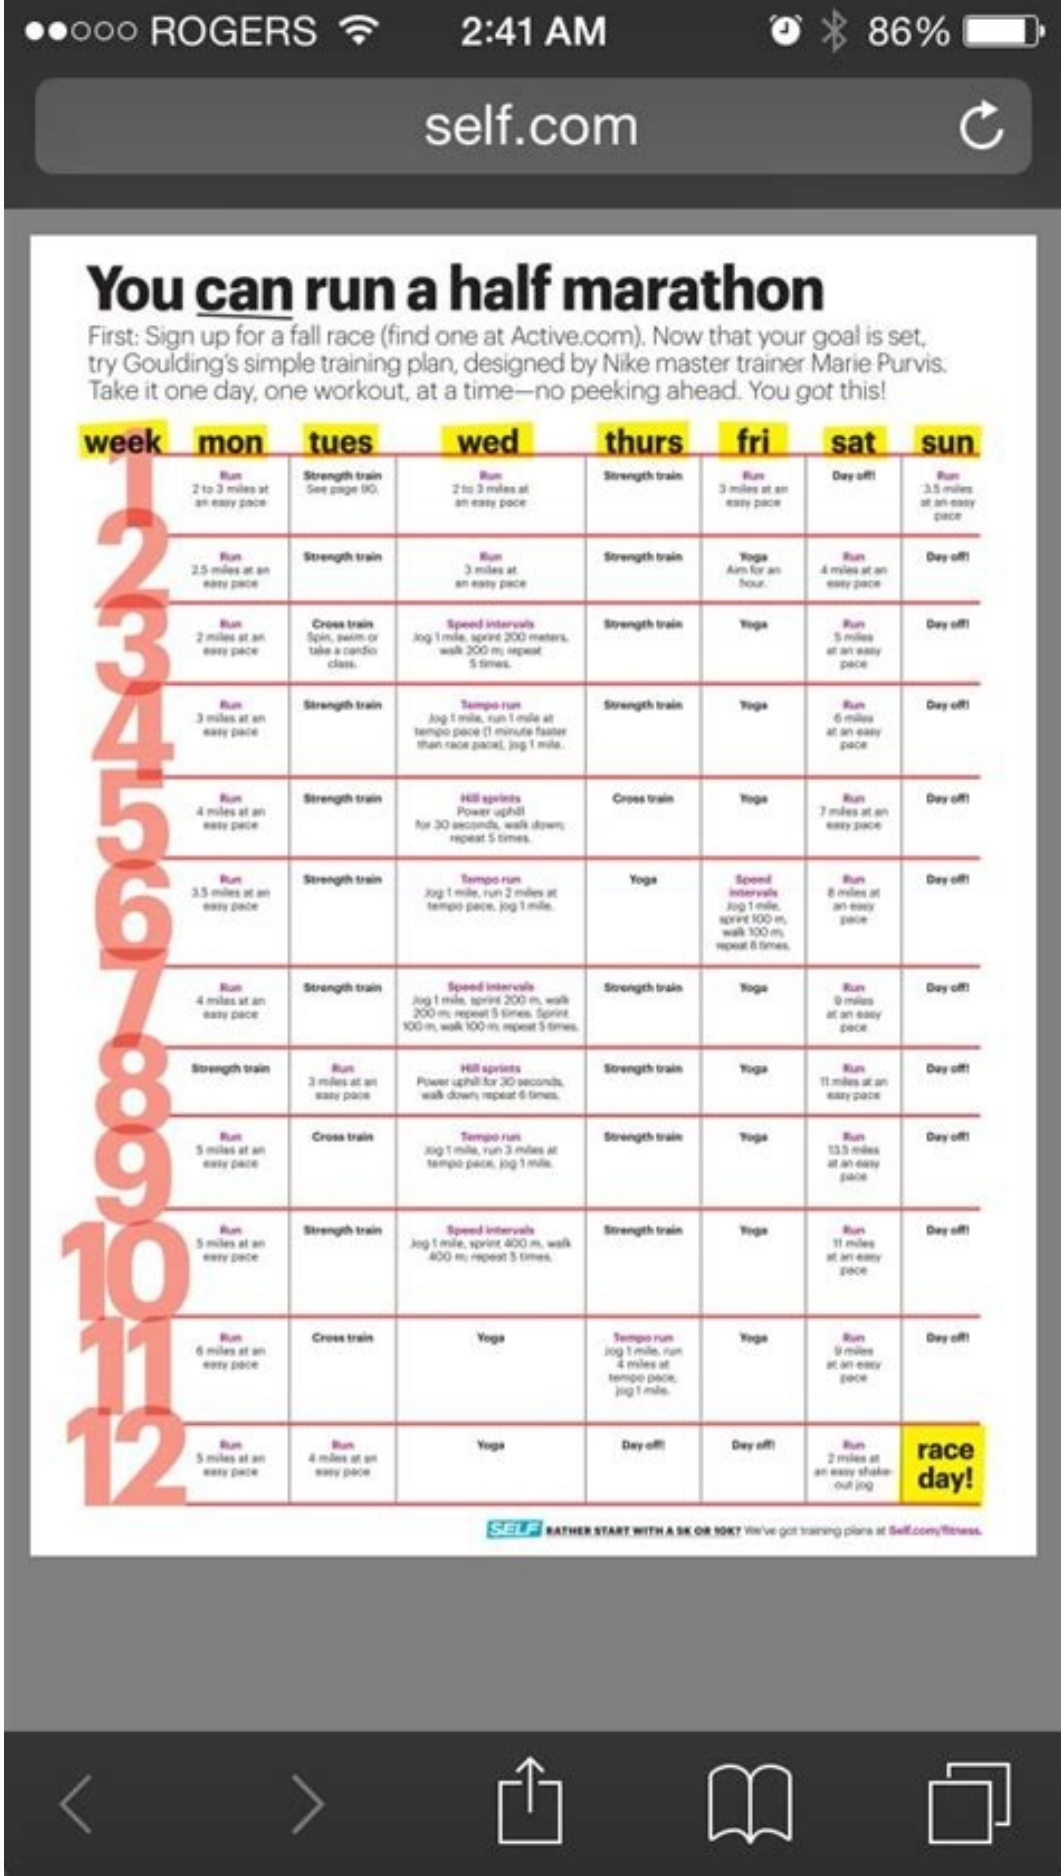 ROGERS 2:41 AM 86%
self.com
You can run a half marathon
First: Sign up for a fall race (find one at Active.com). Now that your goal is set,
try Goulding's simple training plan, designed by Nike master trainer Marie Purvis.
Take it one day, one workout, at a time—no peeking ahead. You got this!
week mon tues wed thurs fri sat sun
1
Run
2 to 3 miles at
an easy pace
Strength train
See page 90.
Run
2 to 3 miles at
an easy pace
Strength train
Run
3 miles at an
easy pace
Day off!
Run
3.5 miles
at an easy
pace
2
Run
2.5 miles at an
easy pace
Strength train
Run
3 miles at
an easy pace
Strength train
Yoga
Aim for an
hour.
Run
4 miles at an
easy pace
Day off!
3
Run
2 miles at an
easy pace
Cross train
Spin, swim or
take a cardio
class.
Speed intervals
Jog 1 mile, sprint 200 meters,
walk 200 m; repeat
5 times.
Strength train
Yoga
Run
5 miles
at an easy
pace
Day off!
4
Run
3 miles at an
easy pace
Strength train
Tempo run
Jog 1 mile, run 1 mile at
tempo pace (1 minute faster
than race pace), jog 1 mile.
Strength train
Yoga
Run
6 miles
at an easy
pace
Day off!
5
Run
4 miles at an
easy pace
Strength train
Hill sprints
Power uphill
for 30 seconds, walk down;
repeat 5 times.
Cross train
Yoga
Run
7 miles at an
easy pace
Day off!
6
Run
3.5 miles at an
easy pace
Strength train
Tempo run
Jog 1 mile, run 2 miles at
tempo pace, jog 1 mile.
Yoga
Speed
intervals
Jog 1 mile,
sprint 100 m,
walk 100 m;
repeat 8 times.
Run
8 miles at
an easy
pace
Day off!
7
Run
4 miles at an
easy pace
Strength train
Speed intervals
Jog 1 mile, sprint 200 m, walk
200 m; repeat 5 times. Sprint
100 m, walk 100 m; repeat 5 times.
Strength train
Yoga
Run
9 miles
at an easy
pace
Day off!
8
Strength train
Run
3 miles at an
easy pace
Hill sprints
Power uphill for 30 seconds,
walk down; repeat 6 times.
Strength train
Yoga
Run
11 miles at an
easy pace
Day off!
9
Run
5 miles at an
easy pace
Cross train
Tempo run
Jog 1 mile, run 3 miles at
tempo pace, jog 1 mile.
Strength train
Yoga
Run
13.5 miles
at an easy
pace
Day off!
10
Run
5 miles at an
easy pace
Strength train
Speed intervals
Jog 1 mile, sprint 400 m, walk
400 m; repeat 5 times.
Strength train
Yoga
Run
11 miles
at an easy
pace
Day off!
11
Run
6 miles at an
easy pace
Cross train
Yoga
Tempo run
Jog 1 mile, run
4 miles at
tempo pace,
jog 1 mile.
Yoga
Run
9 miles
at an easy
pace
Day off!
12
Run
5 miles at an
easy pace
Run
4 miles at an
easy pace
Yoga
Day off!
Day off!
Run
2 miles at
an easy shake-
out jog
race
day!
SELF RATHER START WITH A 5K OR 10K? We've got training plans at Self.com/fitness.